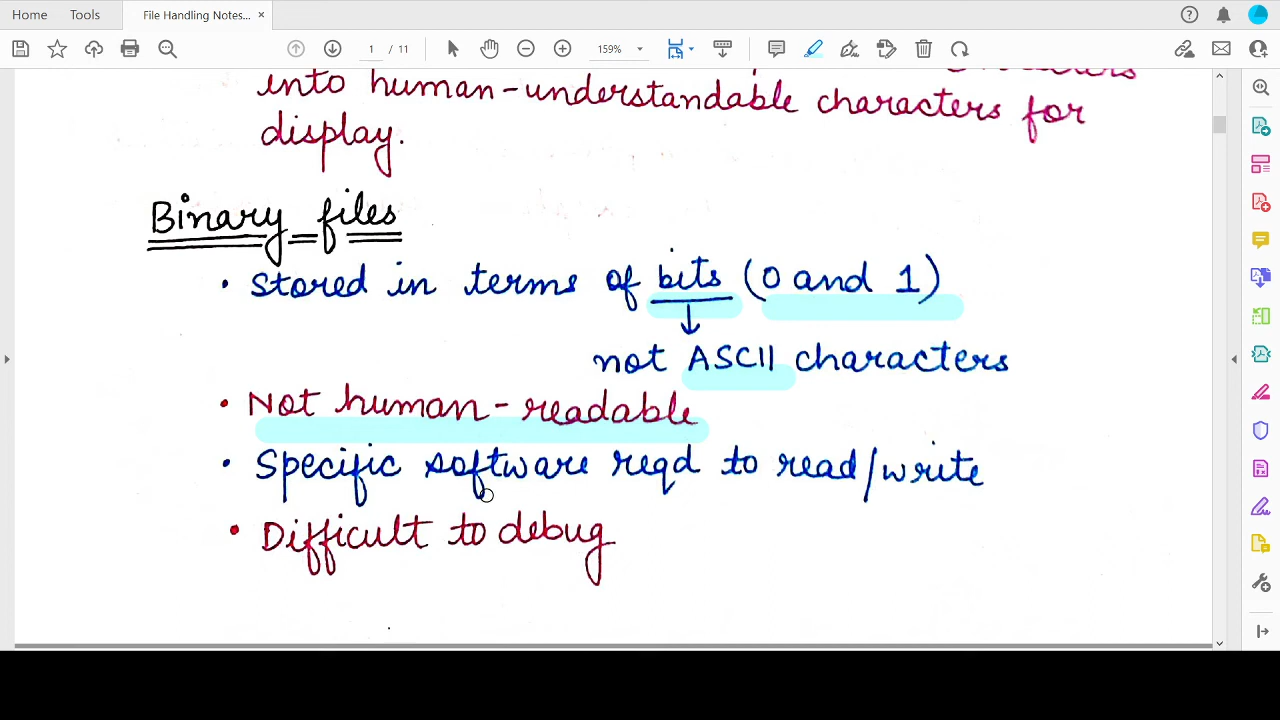 Home Tools File Handling Notes... ×
1 / 11 159%
into human-understandable characters for
display.
Binary files
• Stored in terms of bits (0 and 1)
↓
not ASCII characters
• Not human-readable
• Specific software reqd to read/write
• Difficult to debug